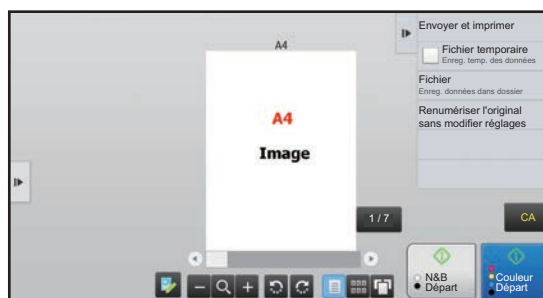 A4
A4
Image
1 / 7
Envoyer et imprimer
Fichier temporaire
Enreg. temp. des données
Fichier
Enreg. données dans dossier
Renumériser l'original
sans modifier réglages
CA
N&B
Départ
Couleur
Départ